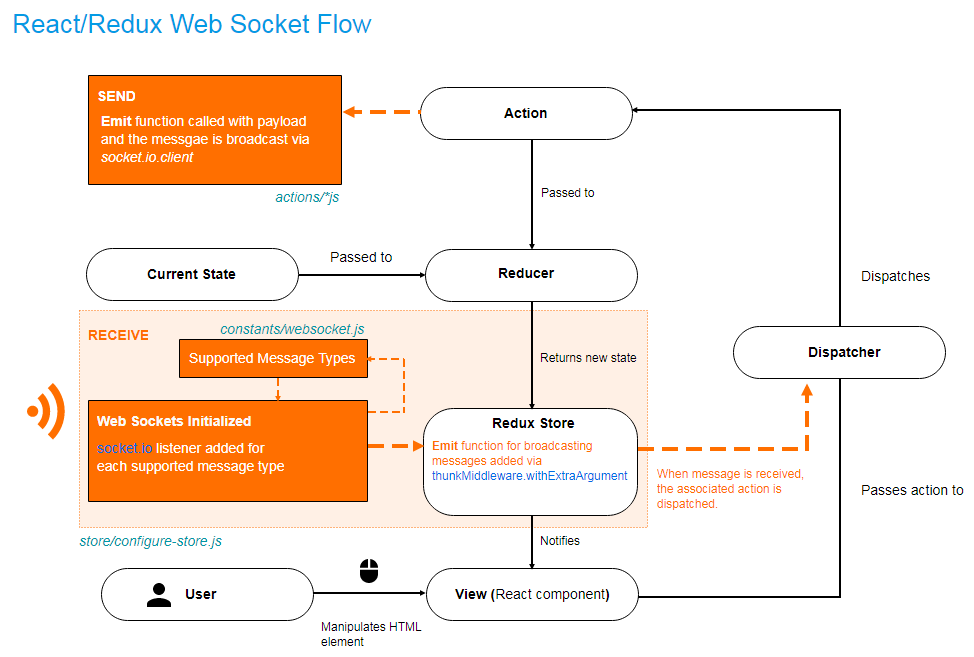 React/Redux Web Socket Flow
SEND
Emit function called with payload
and the messgae is broadcast via
socket.io.client
actions/*js
Action
Passed to
Current State
Passed to
Reducer
Dispatches
RECEIVE
constants/websocket.js
Supported Message Types
Returns new state
Dispatcher
Web Sockets Initialized
socket.io listener added for
each supported message type
Redux Store
Emit function for broadcasting
messages added via
thunkMiddleware.withExtraArgument
When message is received,
the associated action is
dispatched.
Passes action to
store/configure-store.js
Notifies
User
Manipulates HTML
element
View (React component)